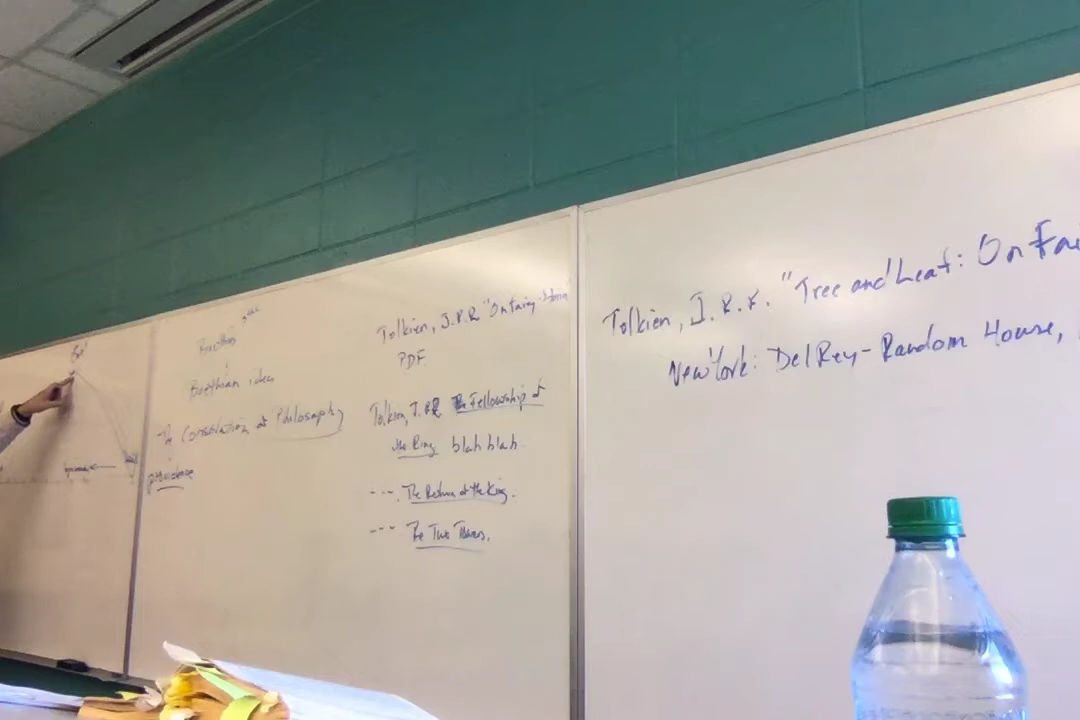 Boethius
Boethian idea
The Consolation of Philosophy
providence
Tolkien, J.R.R. "On Fairy-Stories
PDF.
Tolkien, J.R.R. The Fellowship of
the Ring blah blah
---. The Return of the King.
---. The Two Towers.
Tolkien, J.R.R. "Tree and Leaf: On Fai
New York: Del Rey-Random House,